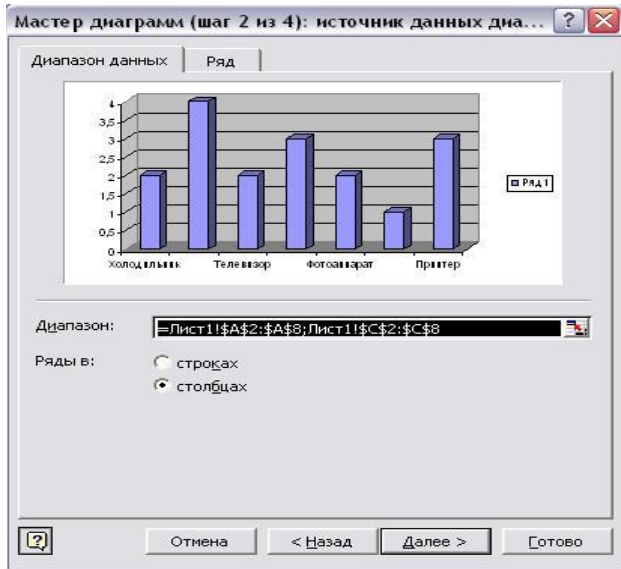 Мастер диаграмм (шаг 2 из 4): источник данных диа...
Диапазон данных Ряд
4
3,5
3
2,5
2
1,5
1
0,5
0
Ряд1
Холодильник Телевизор Фотоаппарат Принтер
Диапазон: =Лист1!$A$2:$A$8;Лист1!$C$2:$C$8
Ряды в: строках
столбцах
Отмена < Назад Далее > Готово